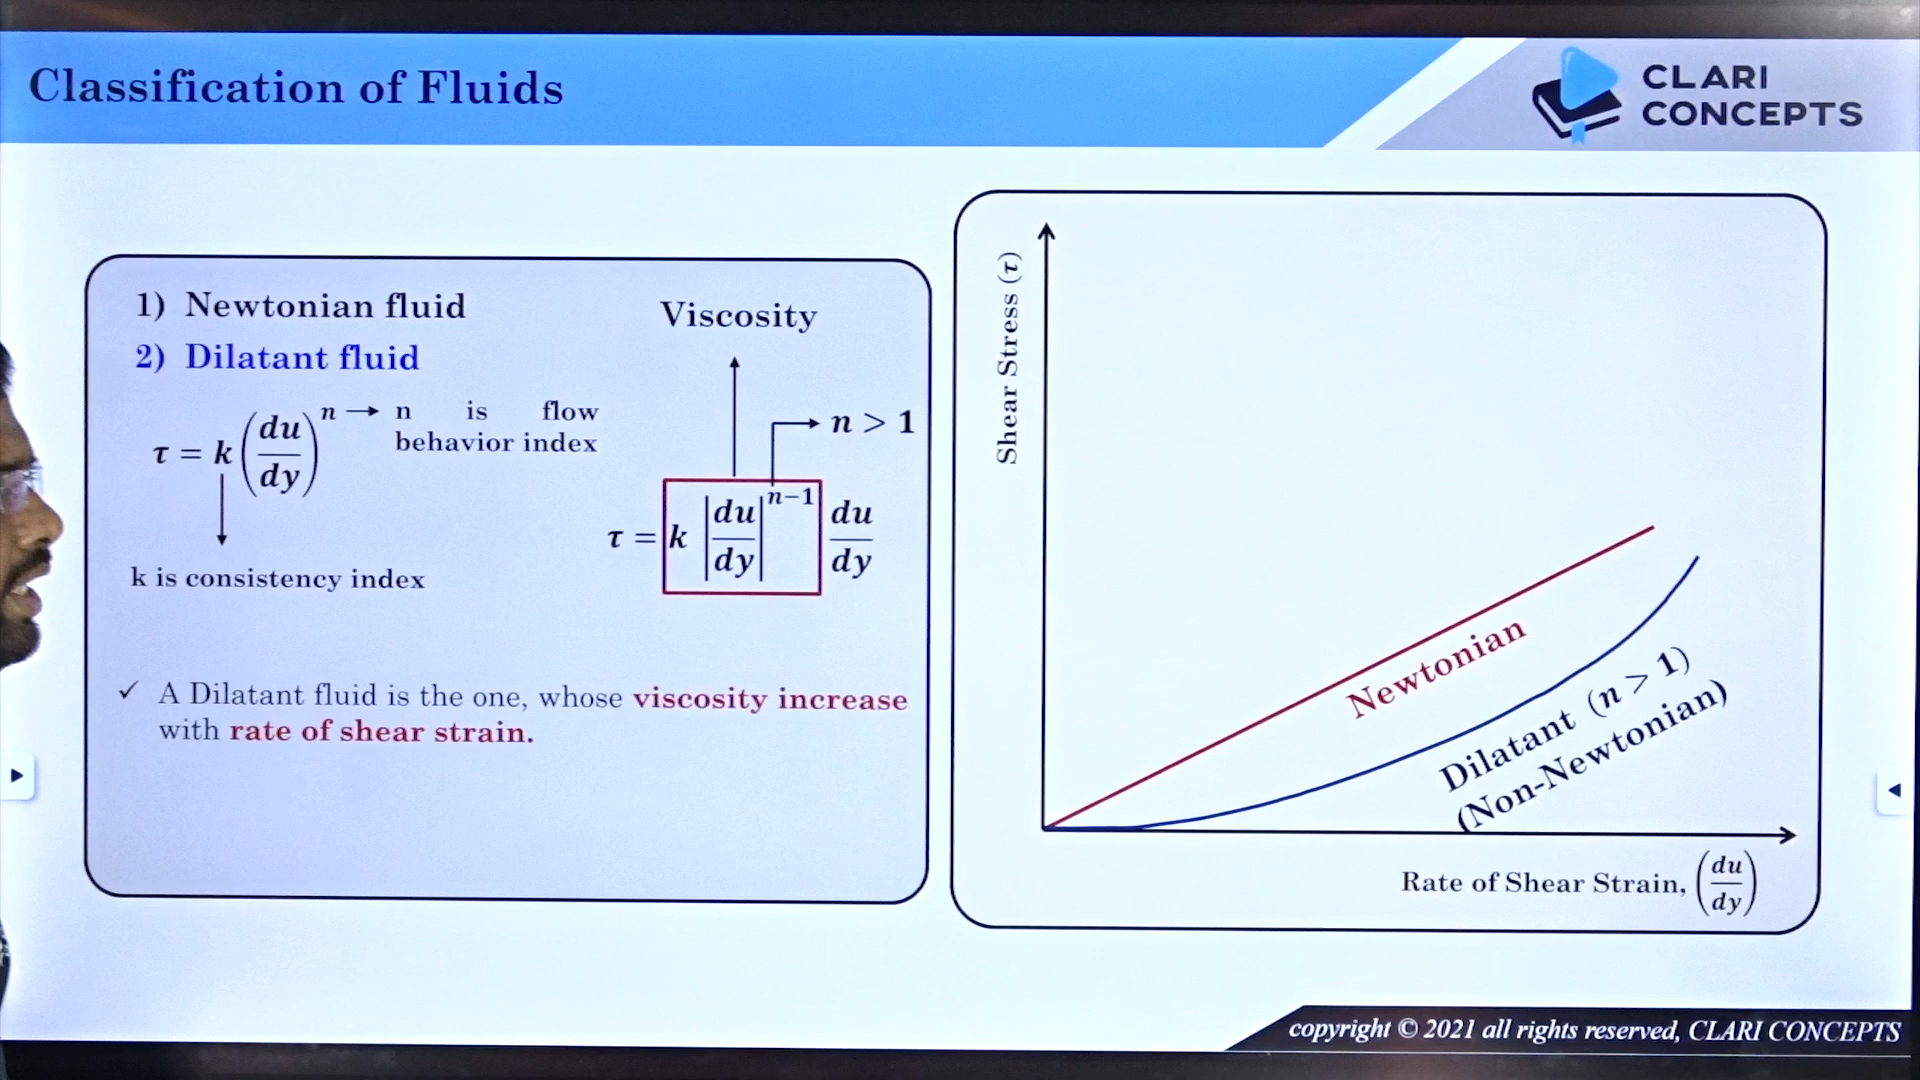 Classification of Fluids
CLARI
CONCEPTS
1) Newtonian fluid
2) Dilatant fluid
τ = k (du/dy)^n → n is flow
behavior index
k is consistency index
Viscosity
n > 1
τ = k |du/dy|^{n−1} du/dy
✓ A Dilatant fluid is the one, whose viscosity increase
with rate of shear strain.
Shear Stress (τ)
Newtonian
Dilatant (n > 1)
(Non-Newtonian)
Rate of Shear Strain, (du/dy)
copyright © 2021 all rights reserved, CLARI CONCEPTS